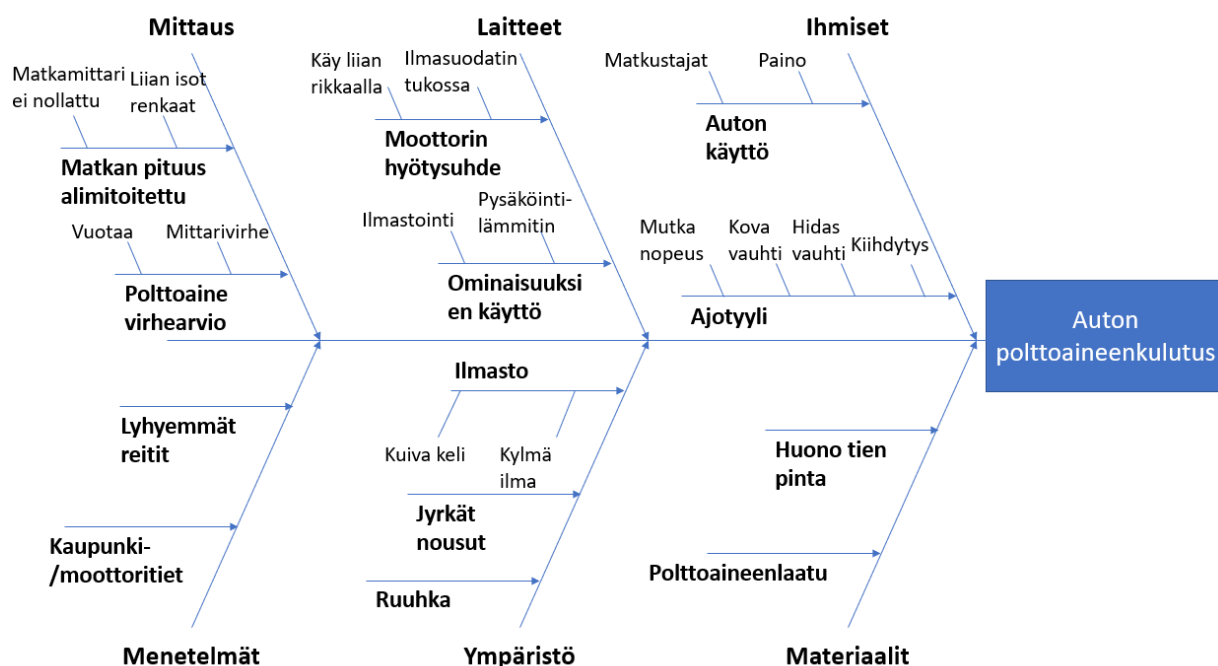 Mittaus
Laitteet
Ihmiset
Matkamittari
ei nollattu
Liian isot
renkaat
Matkan pituus
alimitoitettu
Vuotaa
Mittarivirhe
Polttoaine
virhearvio
Käy liian
rikkaalla
Ilmasuodatin
tukossa
Moottorin
hyötysuhde
Ilmastointi
Pysäköinti-
lämmitin
Ominaisuuksi
en käyttö
Matkustajat
Paino
Auton
käyttö
Mutka
nopeus
Kova
vauhti
Hidas
vauhti
Kiihdytys
Ajotyyli
Auton
polttoaineenkulutus
Lyhyemmät
reitit
Kaupunki-
/moottoritiet
Ilmasto
Kuiva keli
Kylmä
ilma
Jyrkät
nousut
Ruuhka
Huono tien
pinta
Polttoaineenlaatu
Menetelmät
Ympäristö
Materiaalit